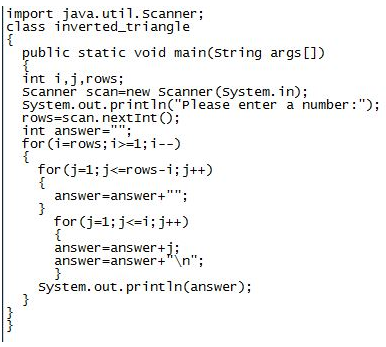 import java.util.Scanner;
class inverted_triangle
{
public static void main(String args[])
{
int i,j,rows;
Scanner scan=new Scanner(System.in);
System.out.println("Please enter a number:");
rows=scan.nextInt();
int answer="";
for(i=rows;i>=1;i--)
{
for(j=1;j<=rows-i;j++)
{
answer=answer+"";
}
for(j=1;j<=i;j++)
{
answer=answer+j;
answer=answer+"\n";
}
System.out.println(answer);
}
}
}